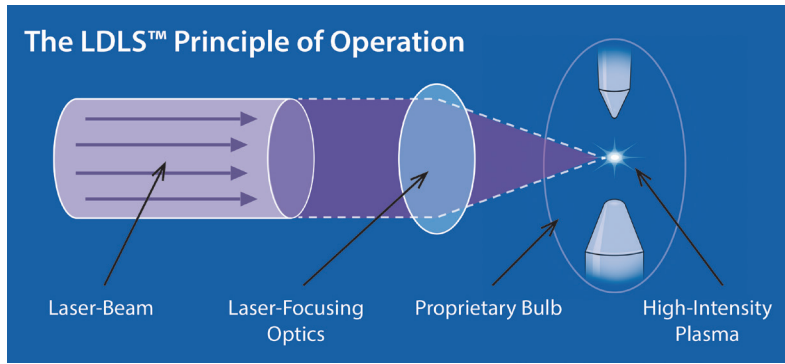 The LDLS™ Principle of Operation
Laser-Beam
Laser-Focusing
Optics
Proprietary Bulb
High-Intensity
Plasma